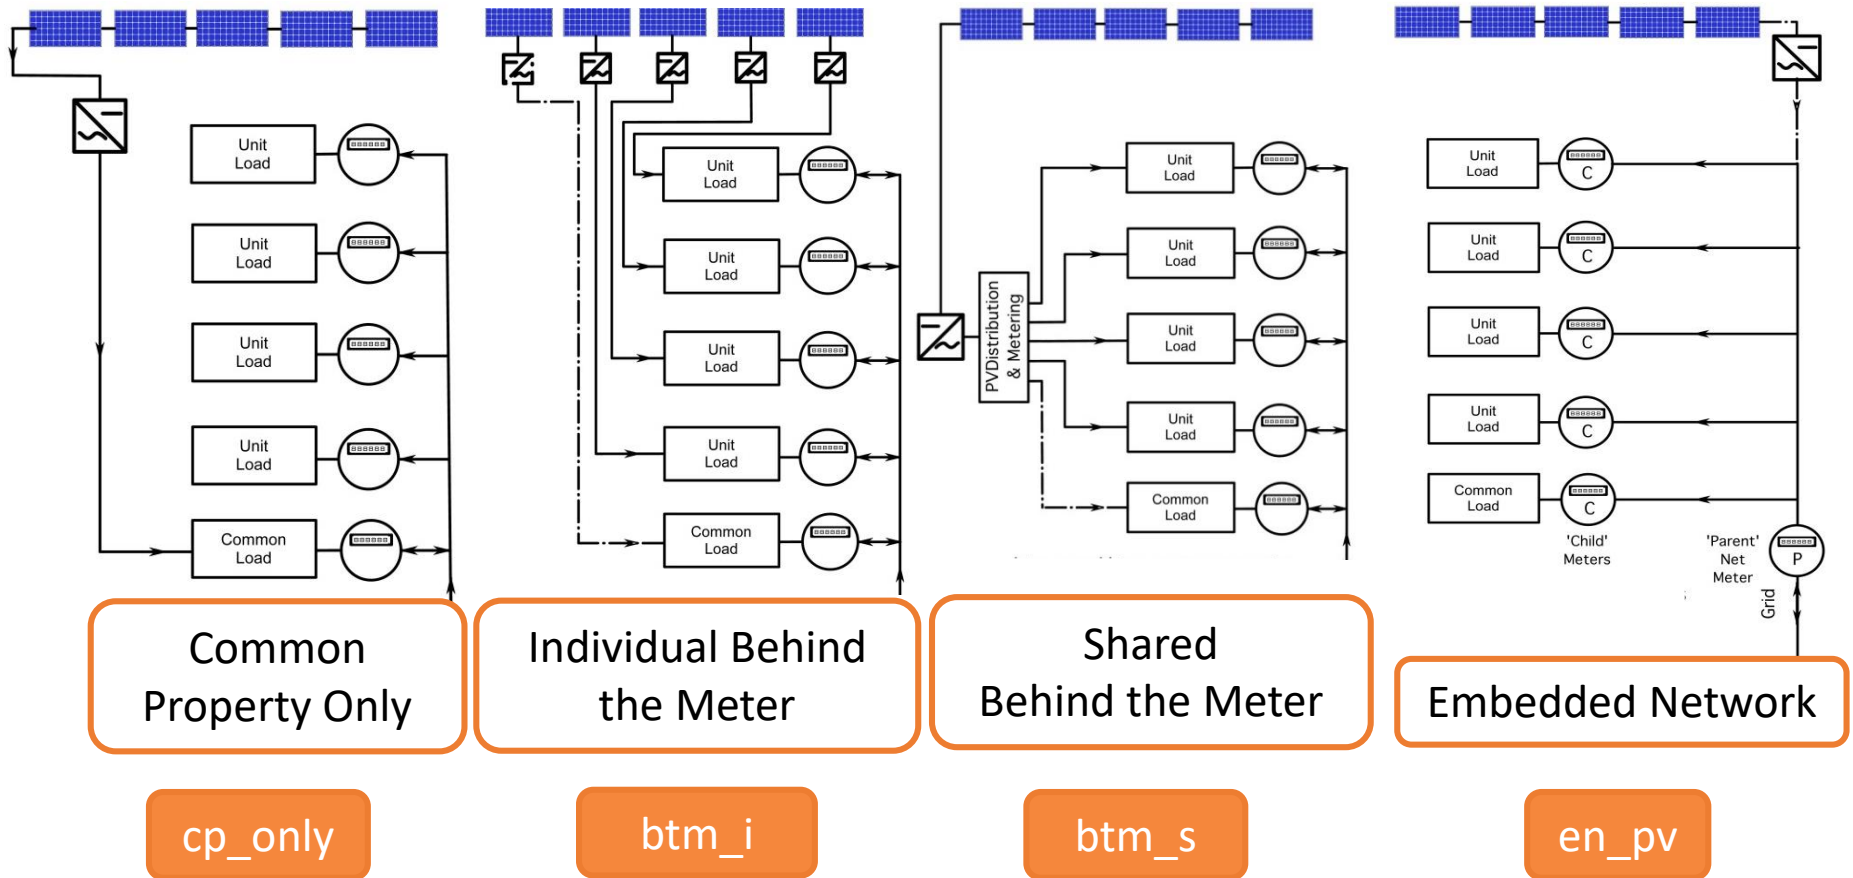 Unit
Load
Unit
Load
Unit
Load
Unit
Load
Common
Load
Common
Property Only
cp_only
Unit
Load
Unit
Load
Unit
Load
Unit
Load
Common
Load
Individual Behind
the Meter
btm_i
PVDistribution
& Metering
Unit
Load
Unit
Load
Unit
Load
Unit
Load
Common
Load
Shared
Behind the Meter
btm_s
Unit
Load
C
Unit
Load
C
Unit
Load
C
Unit
Load
C
Common
Load
C
'Child'
Meters
'Parent'
Net
Meter
P
Grid
Embedded Network
en_pv